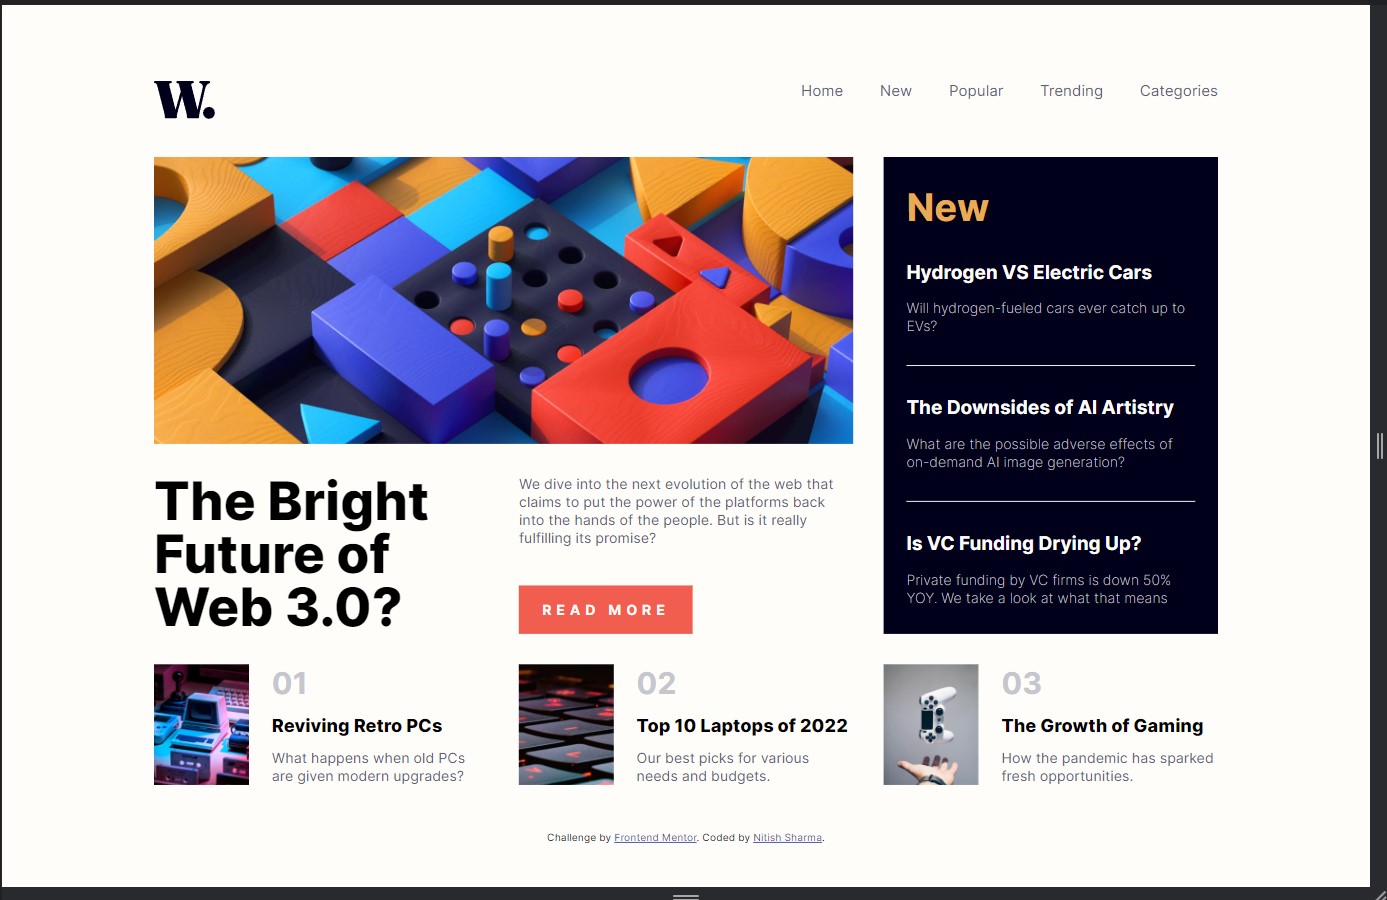 W.
Home New Popular Trending Categories
New
Hydrogen VS Electric Cars
Will hydrogen-fueled cars ever catch up to
EVs?
The Downsides of AI Artistry
What are the possible adverse effects of
on-demand AI image generation?
Is VC Funding Drying Up?
Private funding by VC firms is down 50%
YOY. We take a look at what that means
The Bright
Future of
Web 3.0?
We dive into the next evolution of the web that
claims to put the power of the platforms back
into the hands of the people. But is it really
fulfilling its promise?
READ MORE
01
Reviving Retro PCs
What happens when old PCs
are given modern upgrades?
02
Top 10 Laptops of 2022
Our best picks for various
needs and budgets.
03
The Growth of Gaming
How the pandemic has sparked
fresh opportunities.
Challenge by Frontend Mentor. Coded by Nitish Sharma.